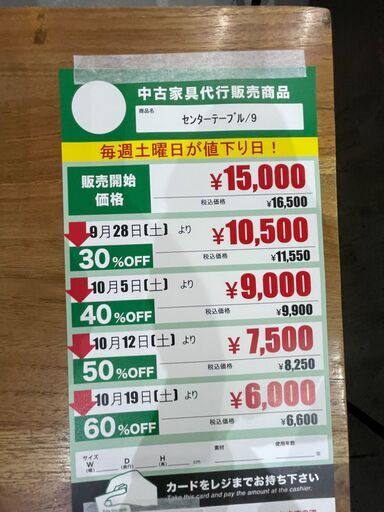 中古家具代行販売商品
商品名
センターテーブル/9
毎週土曜日が値下り日！
販売開始価格 ¥15,000
税込価格 ¥16,500
9月28日(土) より ¥10,500
30%OFF 税込価格 ¥11,550
10月5日(土) より ¥9,000
40%OFF 税込価格 ¥9,900
10月12日(土) より ¥7,500
50%OFF 税込価格 ¥8,250
10月19日(土) より ¥6,000
60%OFF 税込価格 ¥6,600
サイズ 素材 使用年数
W(幅) D(奥行) H(高) cm 年
カードをレジまでお持ち下さい
Take this card and pay the amount at the cashier.